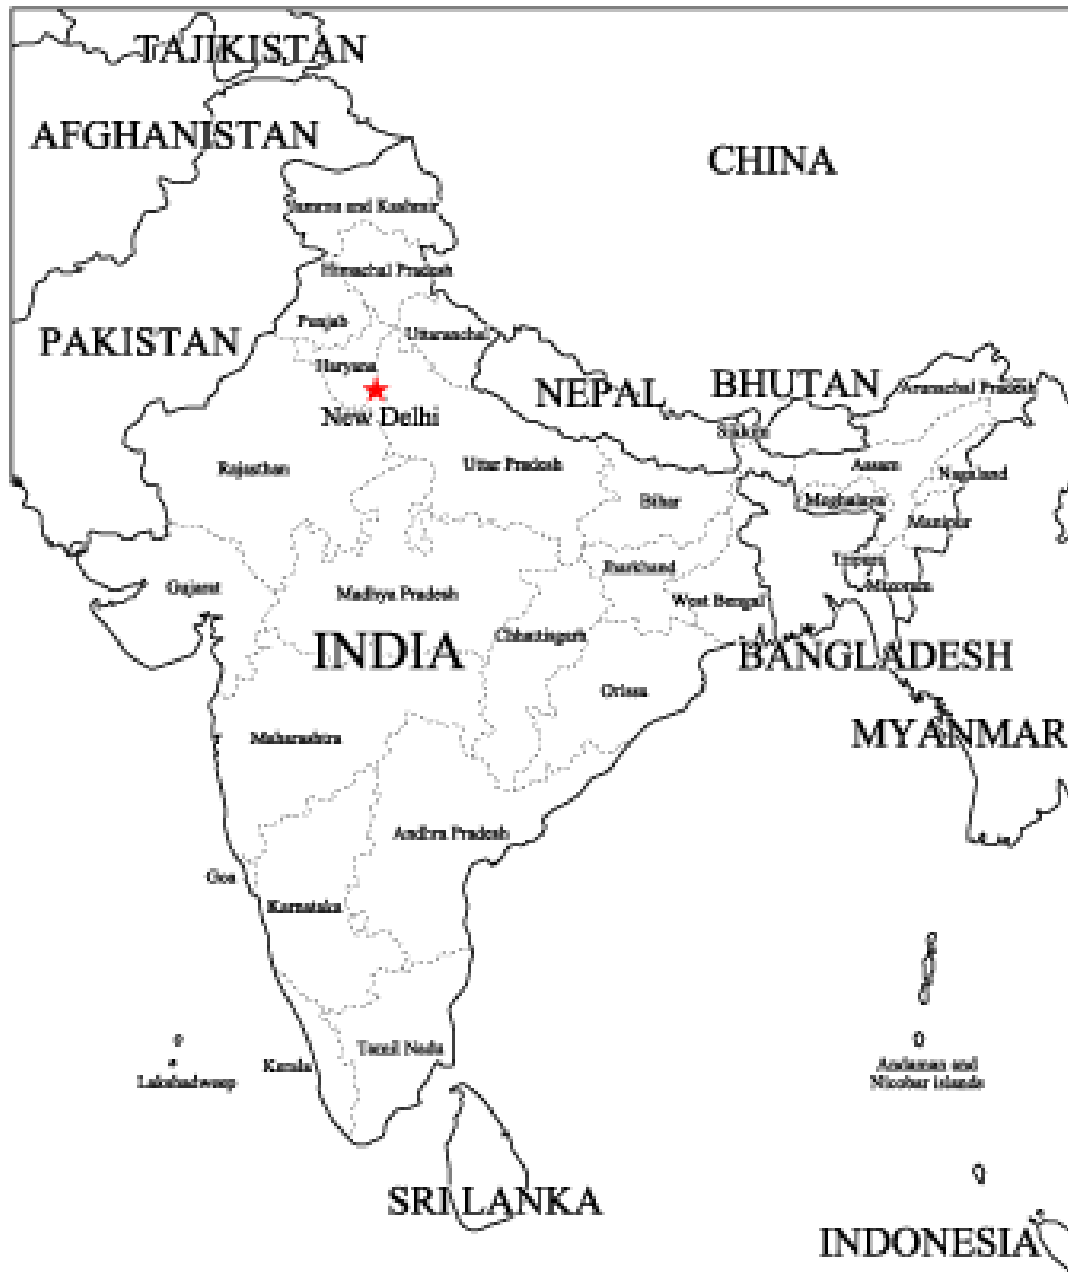 TAJIKISTAN
AFGHANISTAN
CHINA
Jammu and Kashmir
Himachal Pradesh
Punjab
Uttaranchal
PAKISTAN
Haryana
NEPAL
BHUTAN
Arunachal Pradesh
New Delhi
Sikkim
Rajasthan
Uttar Pradesh
Assam
Nagaland
Bihar
Meghalaya
Manipur
Tripura
Jharkhand
Gujarat
Mizoram
Madhya Pradesh
West Bengal
Chhattisgarh
INDIA
BANGLADESH
Orissa
MYANMAR
Maharashtra
Andhra Pradesh
Goa
Karnataka
Tamil Nadu
Kerala
Lakshadweep
Andaman and
Nicobar islands
SRI LANKA
INDONESIA